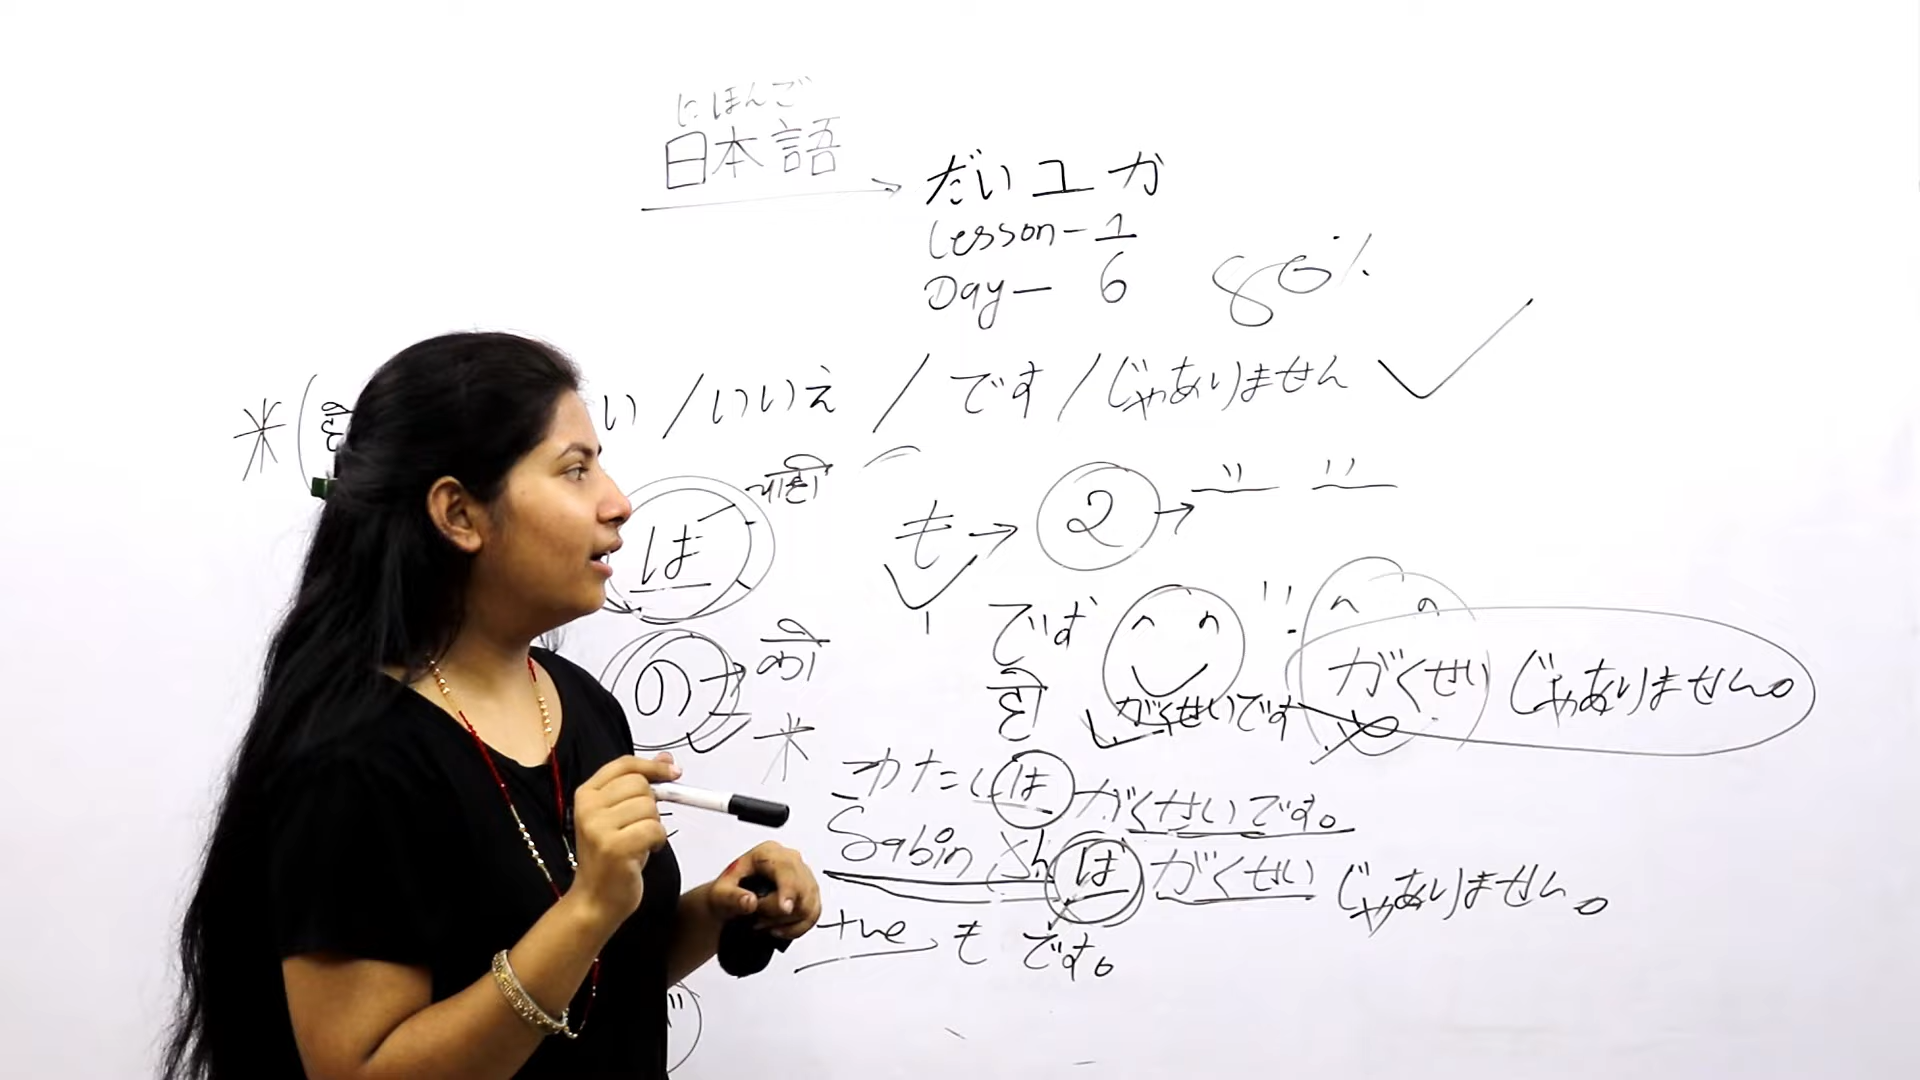 にほんご
日本語
だい1か
Lesson - 1
Day - 6
80%
い / いいえ / です / じゃありません
は
も → 2 → " "
の → को
です
हो
がくせいです
がくせい じゃありません。
わたしは がくせいです。
Sabin Sh は がくせい じゃありません。
+ve も です。